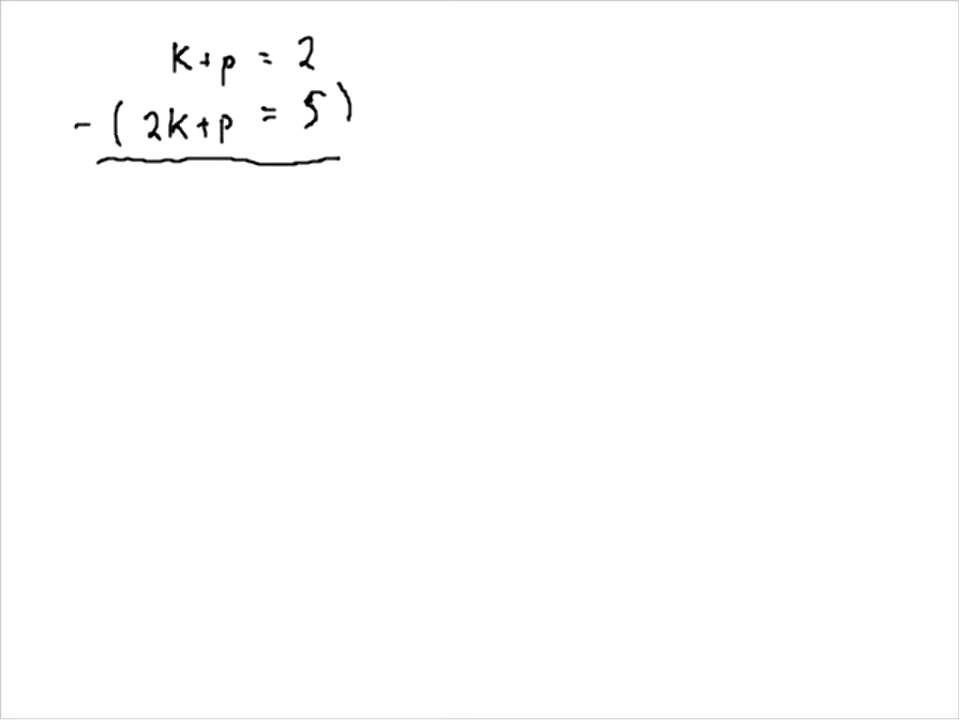 K+p = 2
- ( 2K+p = 5 )